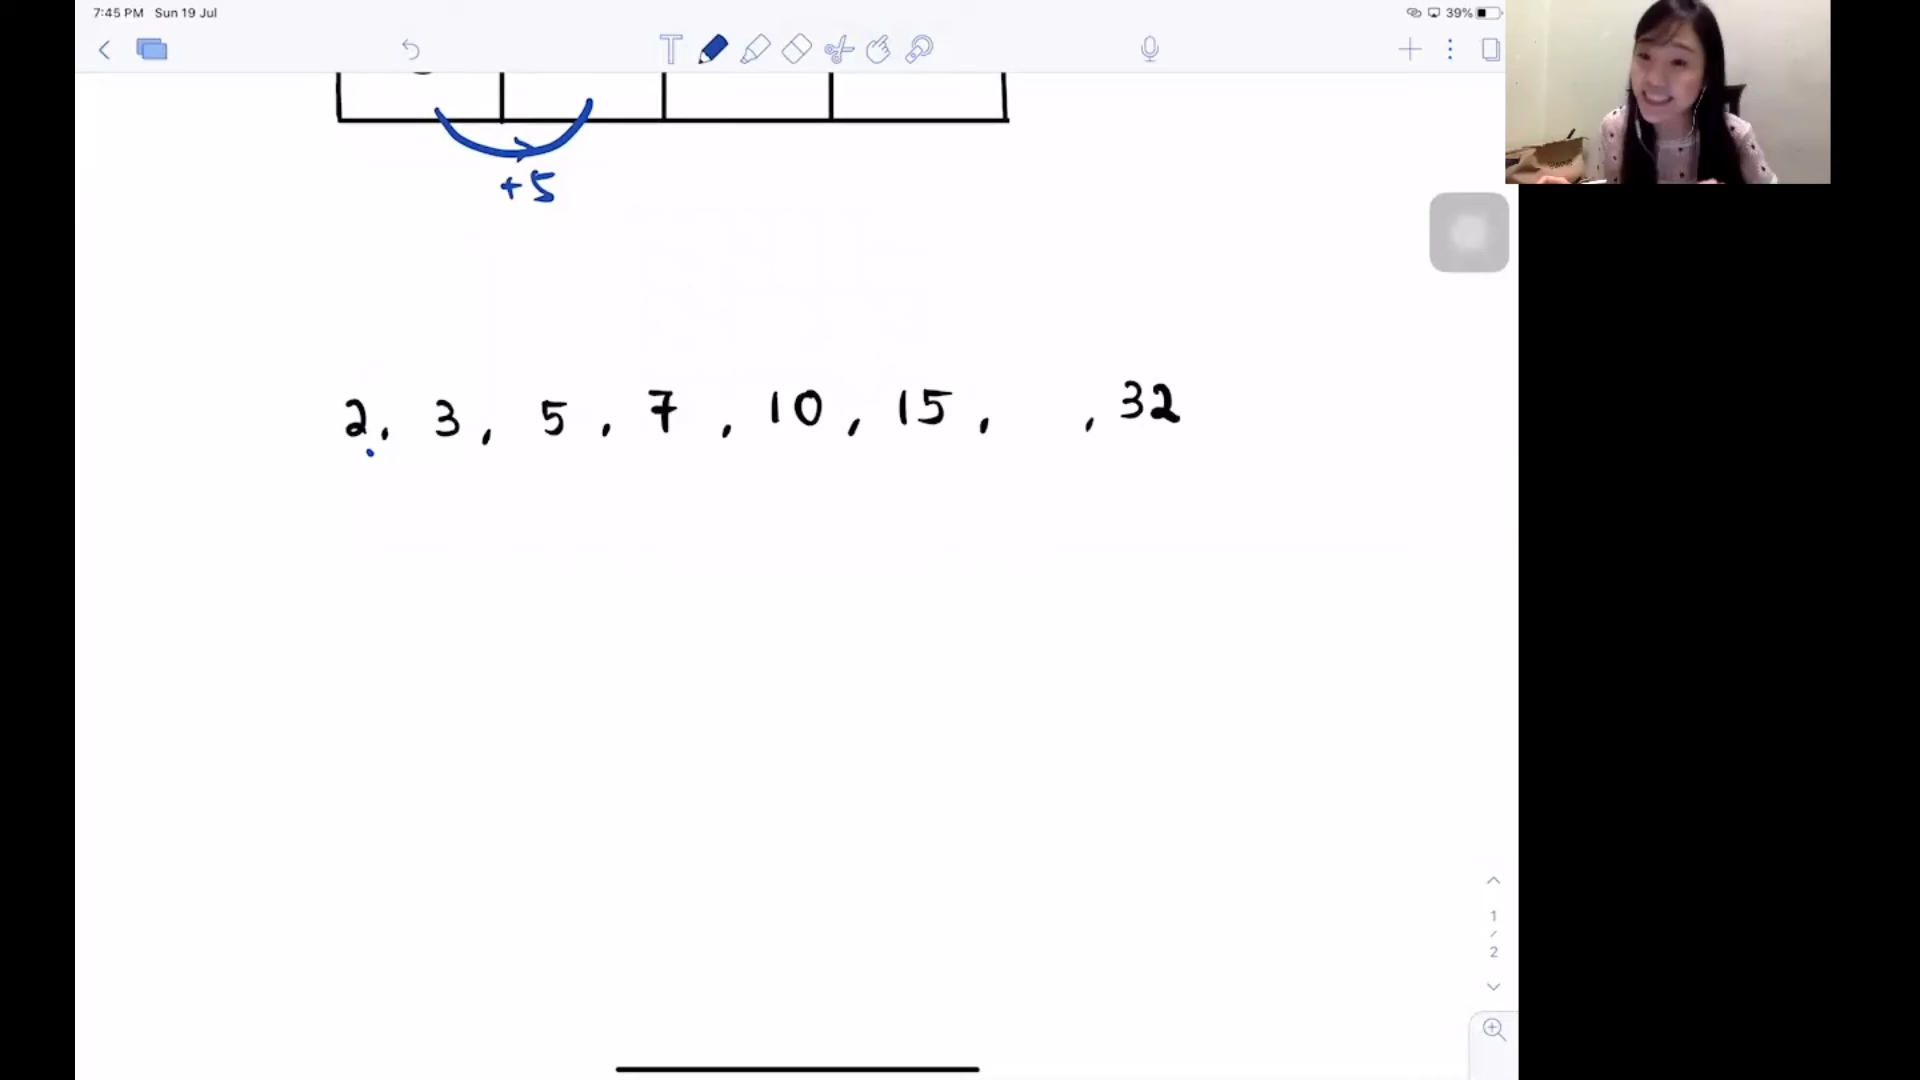 7:45 PM Sun 19 Jul 39%
+5
2, 3, 5, 7, 10, 15, , 32
1
/
2